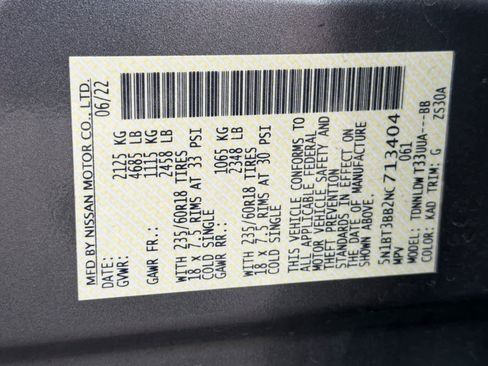 MFD BY NISSAN MOTOR CO., LTD.
DATE: 06/22
GVWR: 2125 KG
4685 LB
GAWR FR.: 1115 KG
2458 LB
WITH 235/60R18 TIRES
18 X 7.5 RIMS AT 33 PSI
COLD SINGLE
GAWR RR.: 1065 KG
2348 LB
WITH 235/60R18 TIRES
18 X 7.5 RIMS AT 30 PSI
COLD SINGLE
THIS VEHICLE CONFORMS TO
ALL APPLICABLE FEDERAL
MOTOR VEHICLE SAFETY AND
THEFT PREVENTION
STANDARDS IN EFFECT ON
THE DATE OF MANUFACTURE
SHOWN ABOVE.
5N1BT3BB2NC713404
MPV 061
MODEL: TDNNLDW T33UUA---BB
COLOR: KAD TRIM: G ZS30A